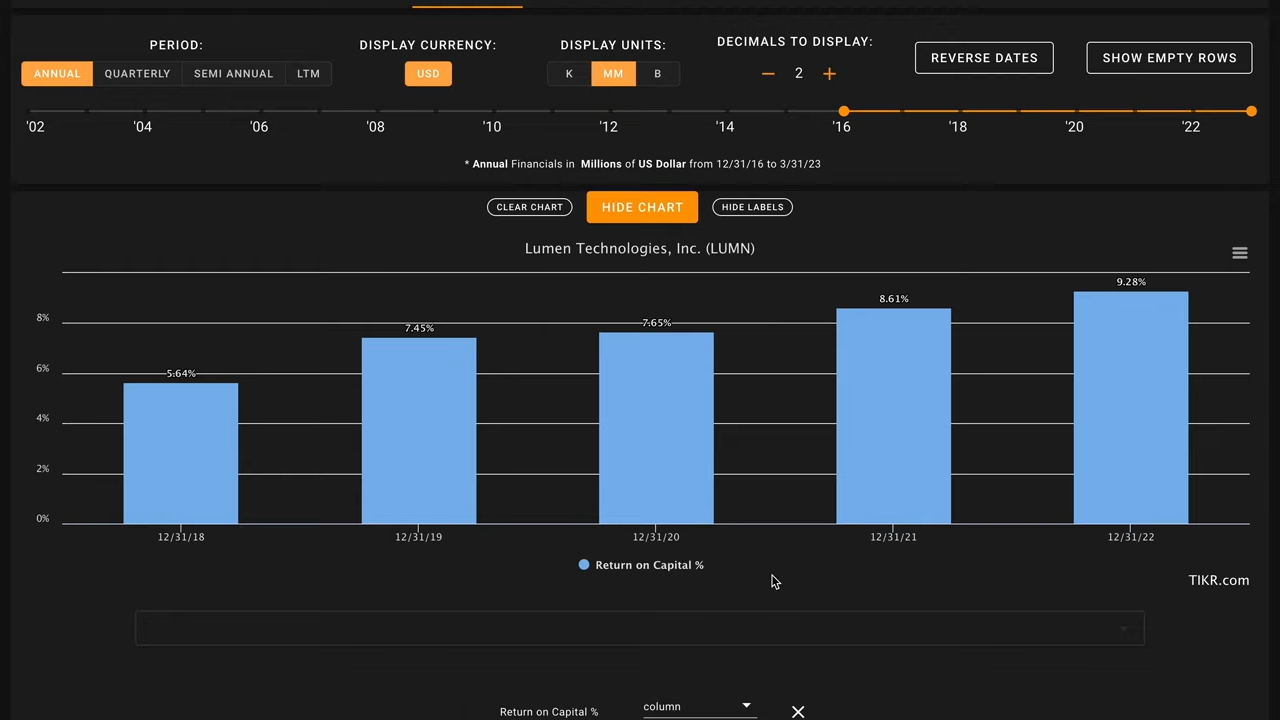 PERIOD:
ANNUAL QUARTERLY SEMI ANNUAL LTM
DISPLAY CURRENCY:
USD
DISPLAY UNITS:
K MM B
DECIMALS TO DISPLAY:
2
REVERSE DATES
SHOW EMPTY ROWS
'02 '04 '06 '08 '10 '12 '14 '16 '18 '20 '22
* Annual Financials in Millions of US Dollar from 12/31/16 to 3/31/23
CLEAR CHART HIDE CHART HIDE LABELS
Lumen Technologies, Inc. (LUMN)
8%
6%
4%
2%
0%
5.64% 7.45% 7.65% 8.61% 9.28%
12/31/18 12/31/19 12/31/20 12/31/21 12/31/22
Return on Capital %
TIKR.com
Return on Capital % column